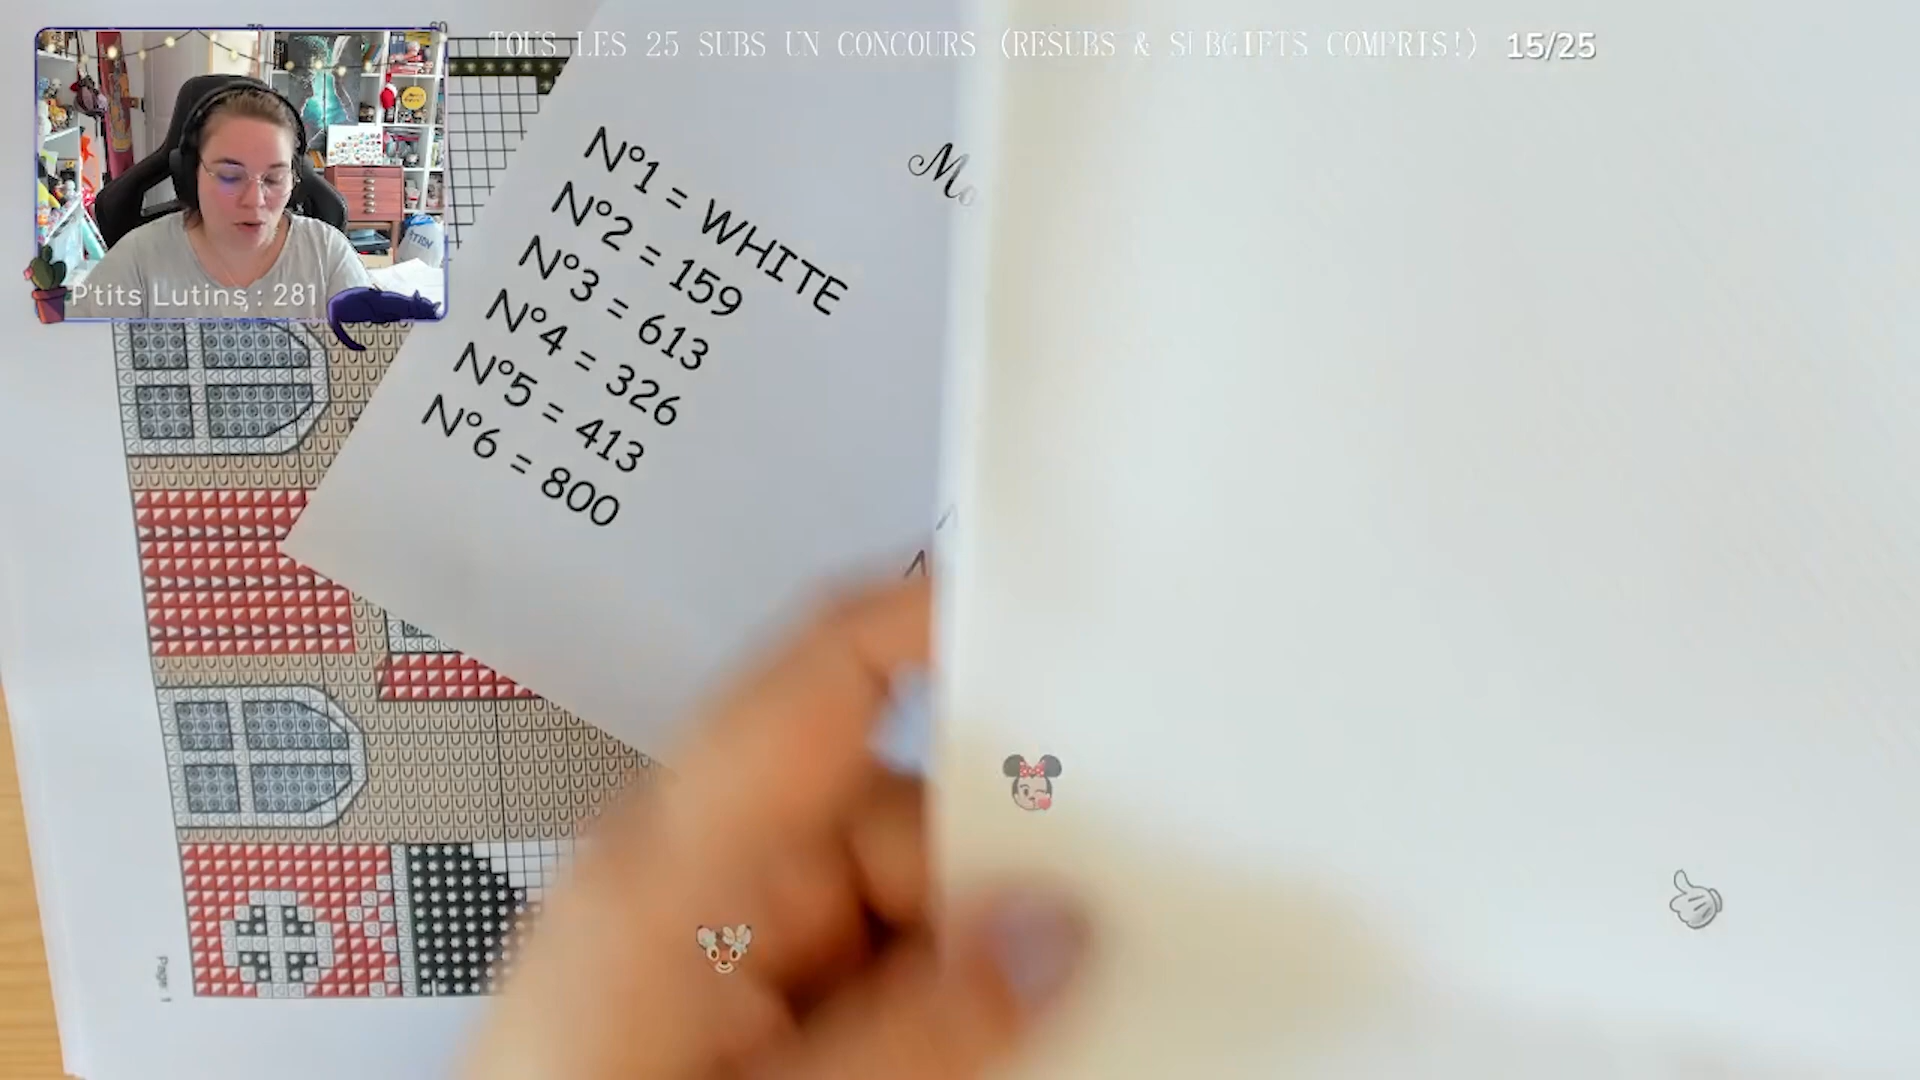 TOUS LES 25 SUBS UN CONCOURS (RESUBS & SUBGIFTS COMPRIS!) 15/25
P'tits Lutins : 281
N°1 = WHITE
N°2 = 159
N°3 = 613
N°4 = 326
N°5 = 413
N°6 = 800
Page 1